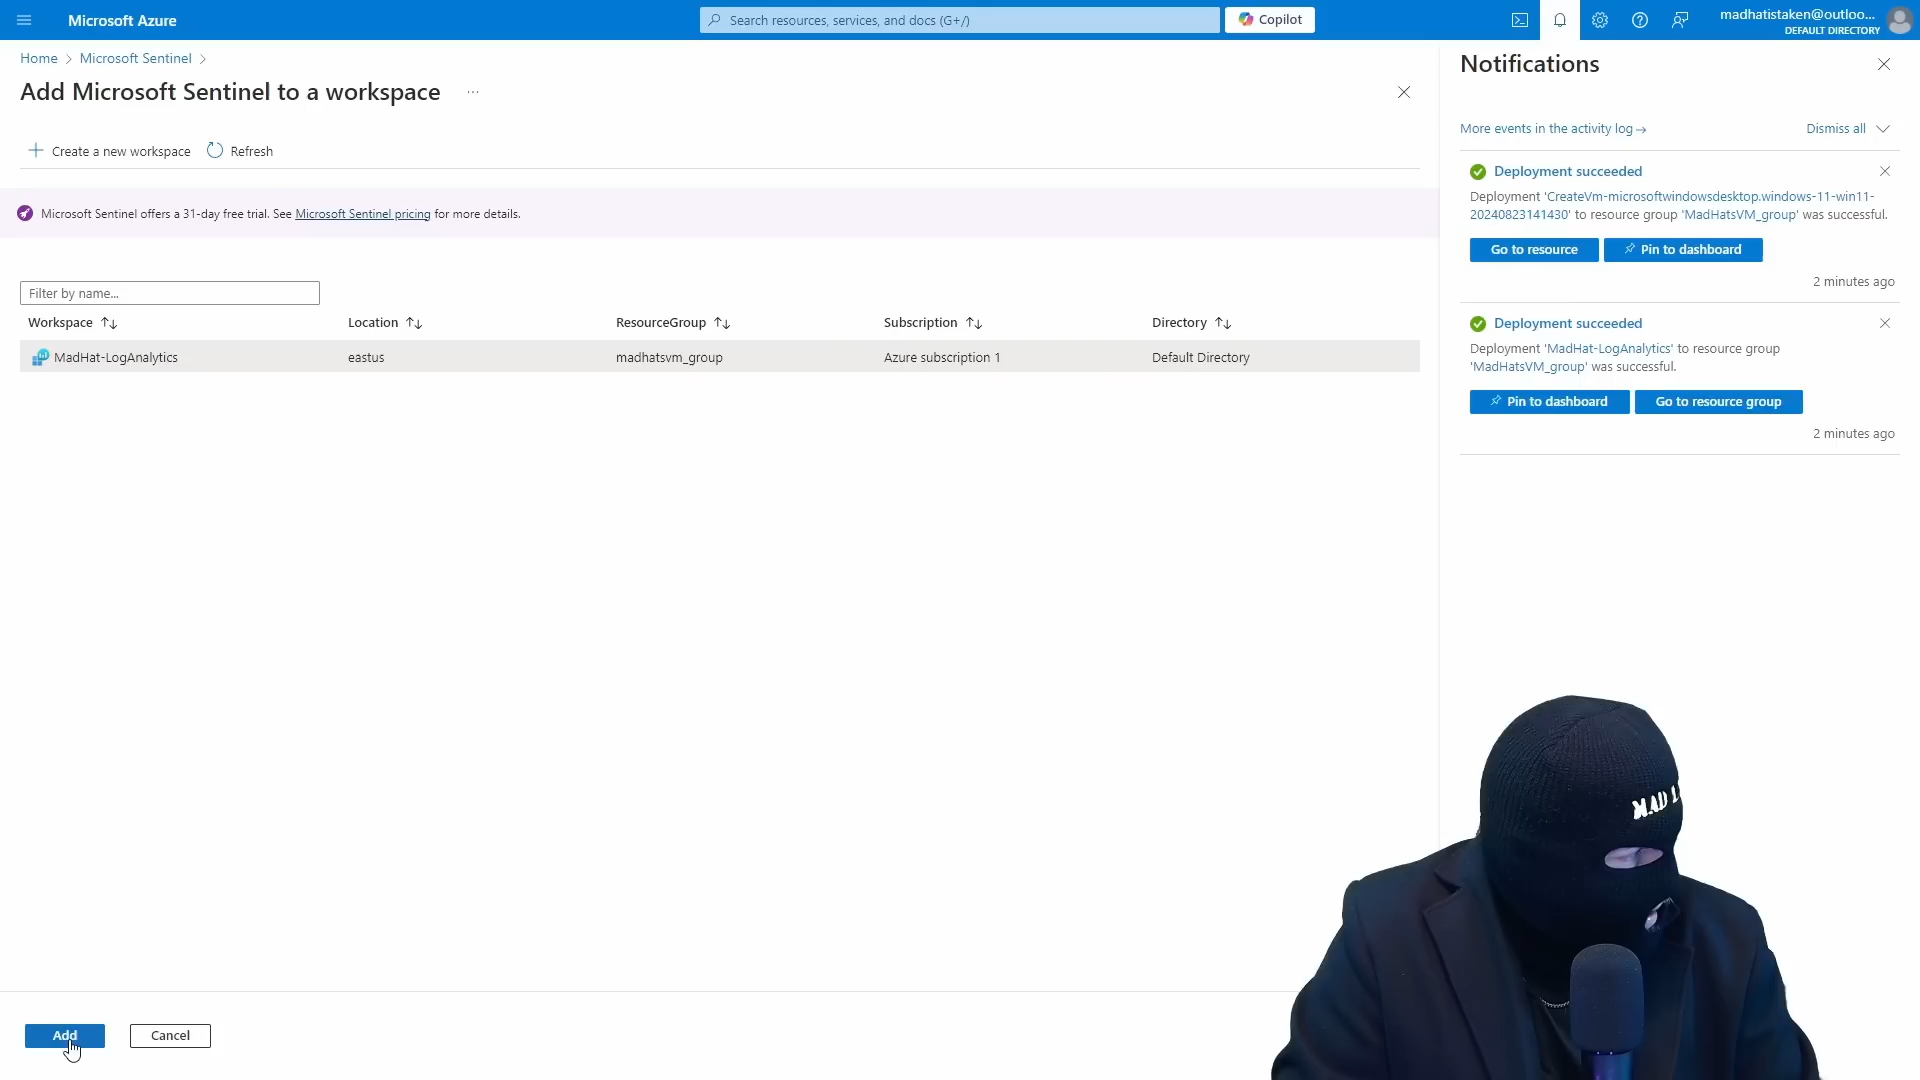 Microsoft Azure
Search resources, services, and docs (G+/)
Copilot
madhatistaken@outloo...
DEFAULT DIRECTORY
Home > Microsoft Sentinel >
Add Microsoft Sentinel to a workspace ...
+ Create a new workspace
Refresh
Microsoft Sentinel offers a 31-day free trial. See Microsoft Sentinel pricing for more details.
Filter by name...
Workspace ↑↓ Location ↑↓ ResourceGroup ↑↓ Subscription ↑↓ Directory ↑↓
MadHat-LogAnalytics eastus madhatsvm_group Azure subscription 1 Default Directory
Add
Cancel
Notifications
More events in the activity log →
Dismiss all
Deployment succeeded
Deployment 'CreateVm-microsoftwindowsdesktop.windows-11-win11-
20240823141430' to resource group 'MadHatsVM_group' was successful.
Go to resource
Pin to dashboard
2 minutes ago
Deployment succeeded
Deployment 'MadHat-LogAnalytics' to resource group
'MadHatsVM_group' was successful.
Pin to dashboard
Go to resource group
2 minutes ago
MAD